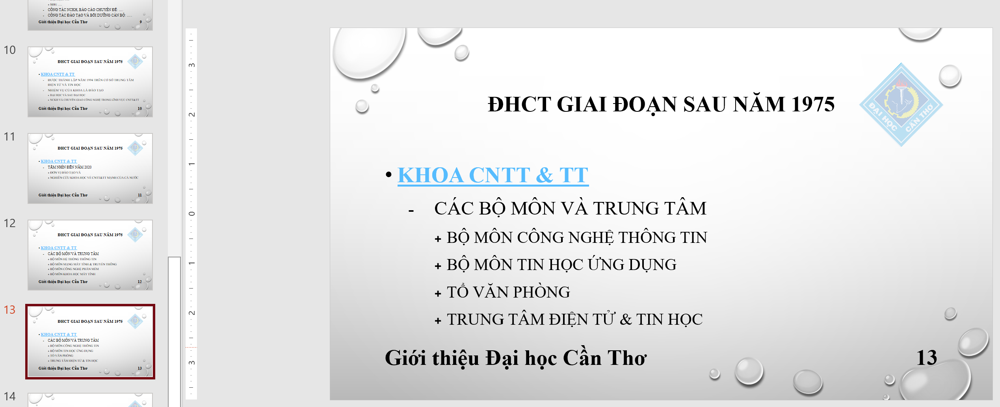 + SĐH: ....
- CÔNG TÁC NCKH, BÁO CÁO CHUYÊN ĐỀ: ....
- CÔNG TÁC ĐÀO TẠO VÀ BỒI DƯỠNG CÁN BỘ: .....
Giới thiệu Đại học Cần Thơ 9
10
ĐHCT GIAI ĐOẠN SAU NĂM 1975
• KHOA CNTT & TT
- ĐƯỢC THÀNH LẬP NĂM 1994 TRÊN CƠ SỞ TRUNG TÂM
ĐIỆN TỬ VÀ TIN HỌC
- NHIỆM VỤ CỦA KHOA LÀ ĐÀO TẠO
+ ĐẠI HỌC VÀ SAU ĐẠI HỌC
+ NCKH VÀ CHUYỂN GIAO CÔNG NGHỆ TRONG LĨNH VỰC CNTT&TT
Giới thiệu Đại học Cần Thơ 10
11
ĐHCT GIAI ĐOẠN SAU NĂM 1975
• KHOA CNTT & TT
- TẦM NHÌN ĐẾN NĂM 2020
+ ĐƠN VỊ ĐÀO TẠO VÀ
+ NGHIÊN CỨU KHOA HỌC VỀ CNTT&TT MẠNH CỦA CẢ NƯỚC
Giới thiệu Đại học Cần Thơ 11
12
ĐHCT GIAI ĐOẠN SAU NĂM 1975
• KHOA CNTT & TT
- CÁC BỘ MÔN VÀ TRUNG TÂM
+ BỘ MÔN HỆ THỐNG THÔNG TIN
+ BỘ MÔN MẠNG MÁY TÍNH & TRUYỀN THÔNG
+ BỘ MÔN CÔNG NGHỆ PHẦN MỀM
+ BỘ MÔN KHOA HỌC MÁY TÍNH
Giới thiệu Đại học Cần Thơ 12
13
ĐHCT GIAI ĐOẠN SAU NĂM 1975
• KHOA CNTT & TT
- CÁC BỘ MÔN VÀ TRUNG TÂM
+ BỘ MÔN CÔNG NGHỆ THÔNG TIN
+ BỘ MÔN TIN HỌC ỨNG DỤNG
+ TỔ VĂN PHÒNG
+ TRUNG TÂM ĐIỆN TỬ & TIN HỌC
Giới thiệu Đại học Cần Thơ 13
14
3
2
1
0
1
2
3
ĐHCT GIAI ĐOẠN SAU NĂM 1975
ĐẠI HỌC CẦN THƠ
• KHOA CNTT & TT
- CÁC BỘ MÔN VÀ TRUNG TÂM
+ BỘ MÔN CÔNG NGHỆ THÔNG TIN
+ BỘ MÔN TIN HỌC ỨNG DỤNG
+ TỔ VĂN PHÒNG
+ TRUNG TÂM ĐIỆN TỬ & TIN HỌC
Giới thiệu Đại học Cần Thơ 13